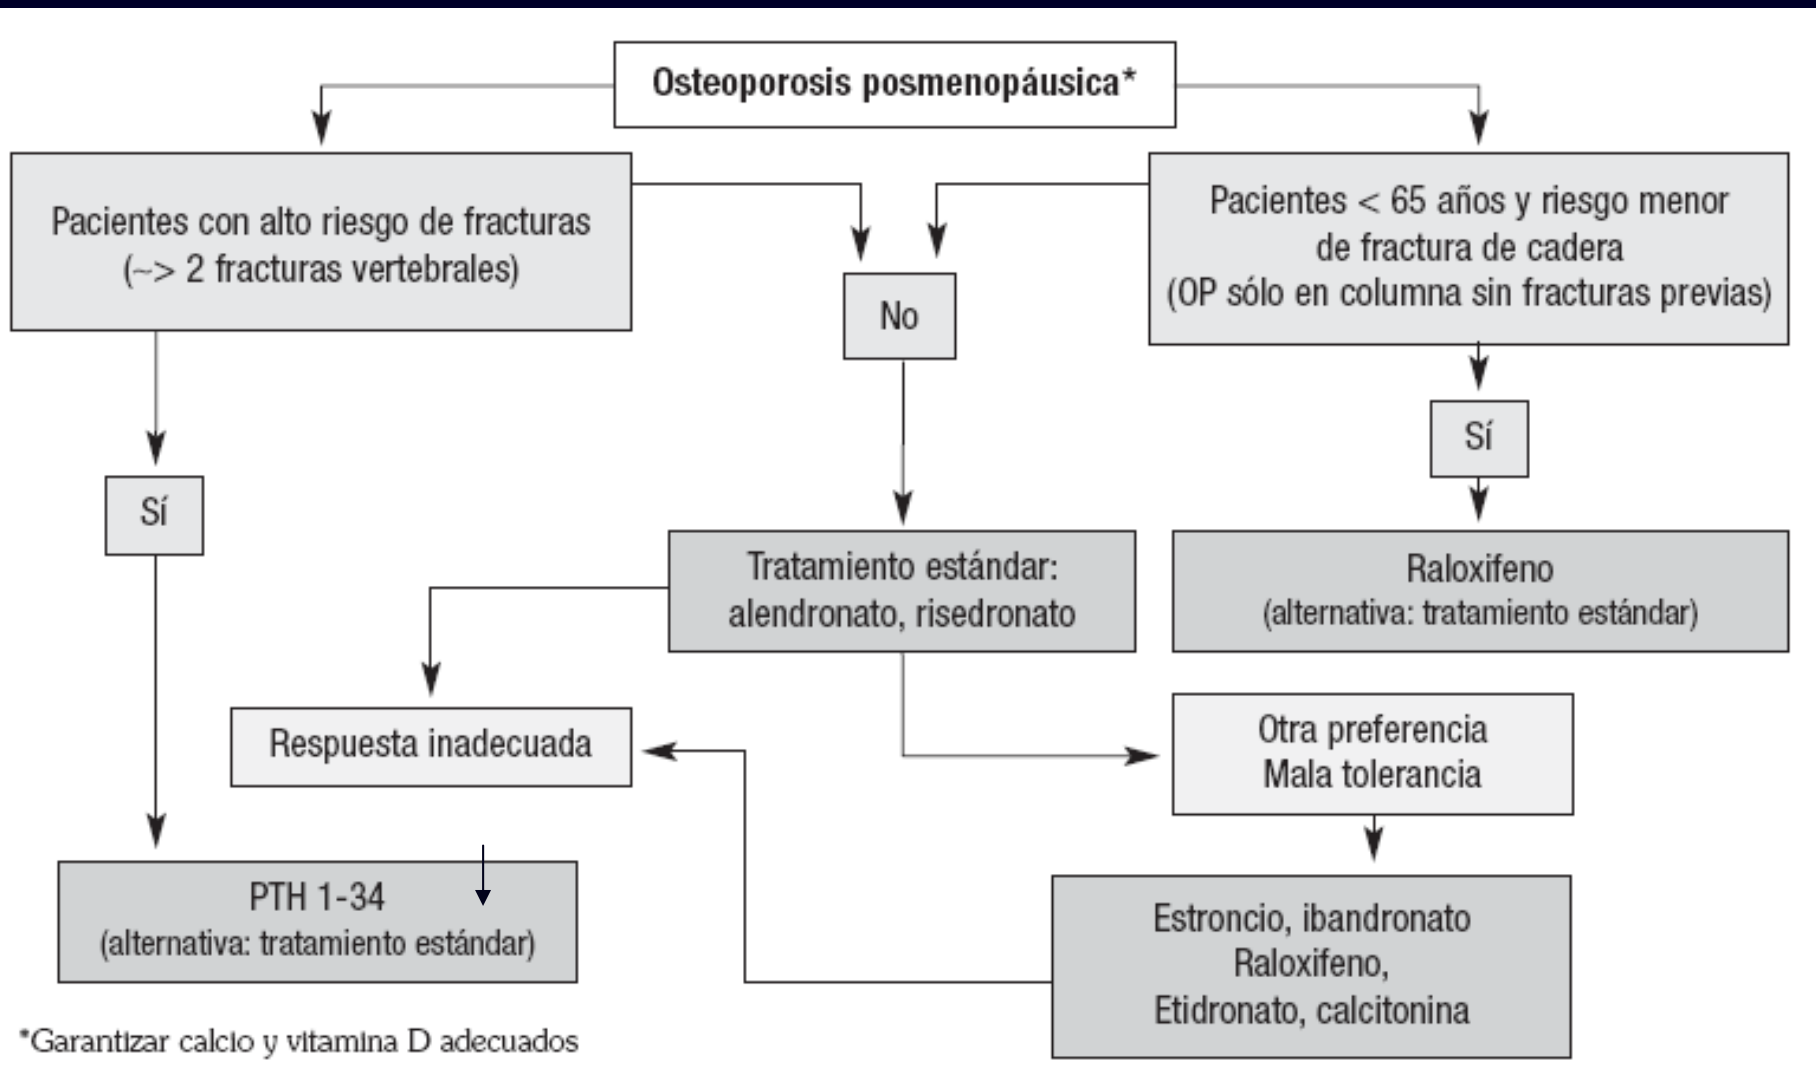 Osteoporosis posmenopáusica*
Pacientes con alto riesgo de fracturas
(~> 2 fracturas vertebrales)
Pacientes < 65 años y riesgo menor
de fractura de cadera
(OP sólo en columna sin fracturas previas)
No
Sí
Sí
Tratamiento estándar:
alendronato, risedronato
Raloxifeno
(alternativa: tratamiento estándar)
Respuesta inadecuada
Otra preferencia
Mala tolerancia
PTH 1-34
(alternativa: tratamiento estándar)
Estroncio, ibandronato
Raloxifeno,
Etidronato, calcitonina
*Garantizar calcio y vitamina D adecuados